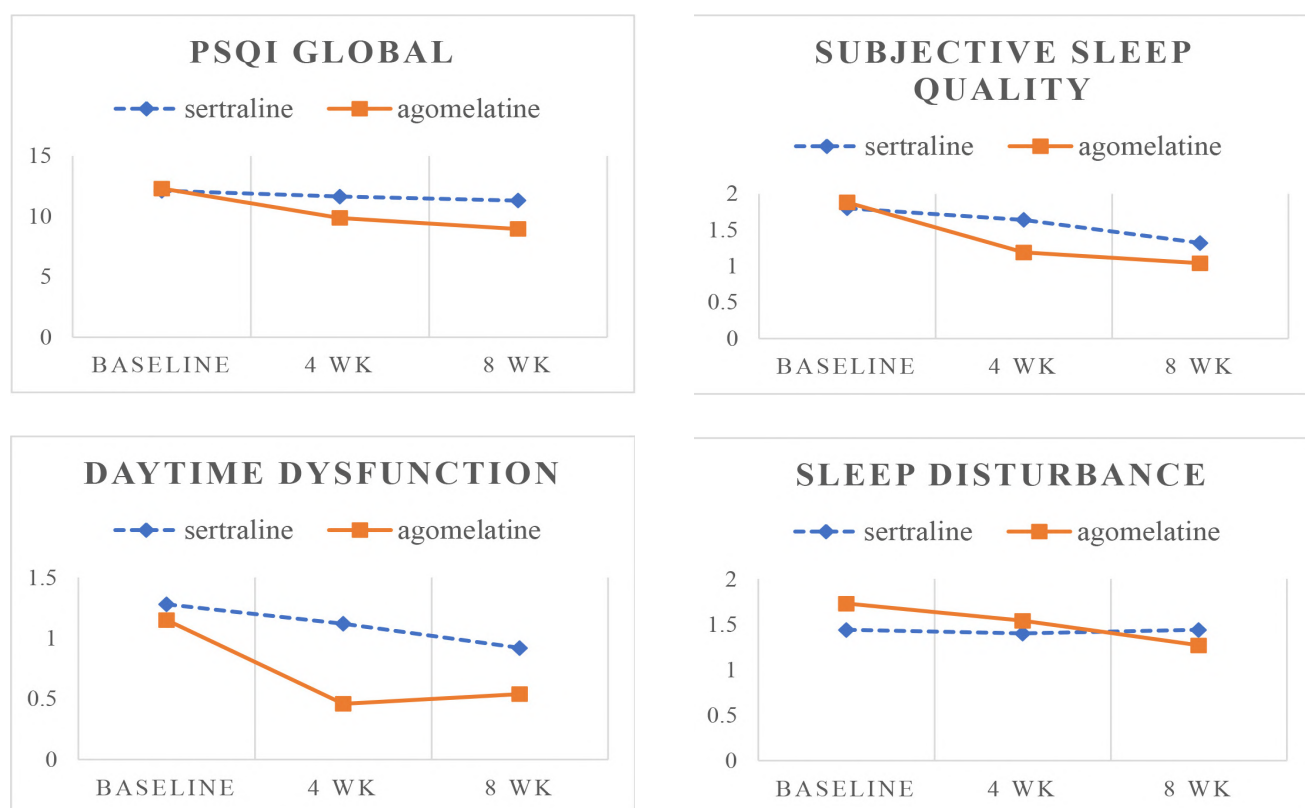 PSQI GLOBAL
sertraline agomelatine
15
10
5
0
BASELINE 4 WK 8 WK
SUBJECTIVE SLEEP
QUALITY
sertraline agomelatine
2
1.5
1
0.5
0
BASELINE 4 WK 8 WK
DAYTIME DYSFUNCTION
sertraline agomelatine
1.5
1
0.5
0
BASELINE 4 WK 8 WK
SLEEP DISTURBANCE
sertraline agomelatine
2
1.5
1
0.5
0
BASELINE 4 WK 8 WK